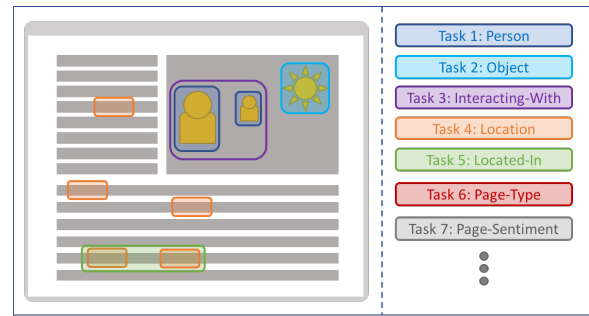 Task 1: Person
Task 2: Object
Task 3: Interacting-With
Task 4: Location
Task 5: Located-In
Task 6: Page-Type
Task 7: Page-Sentiment